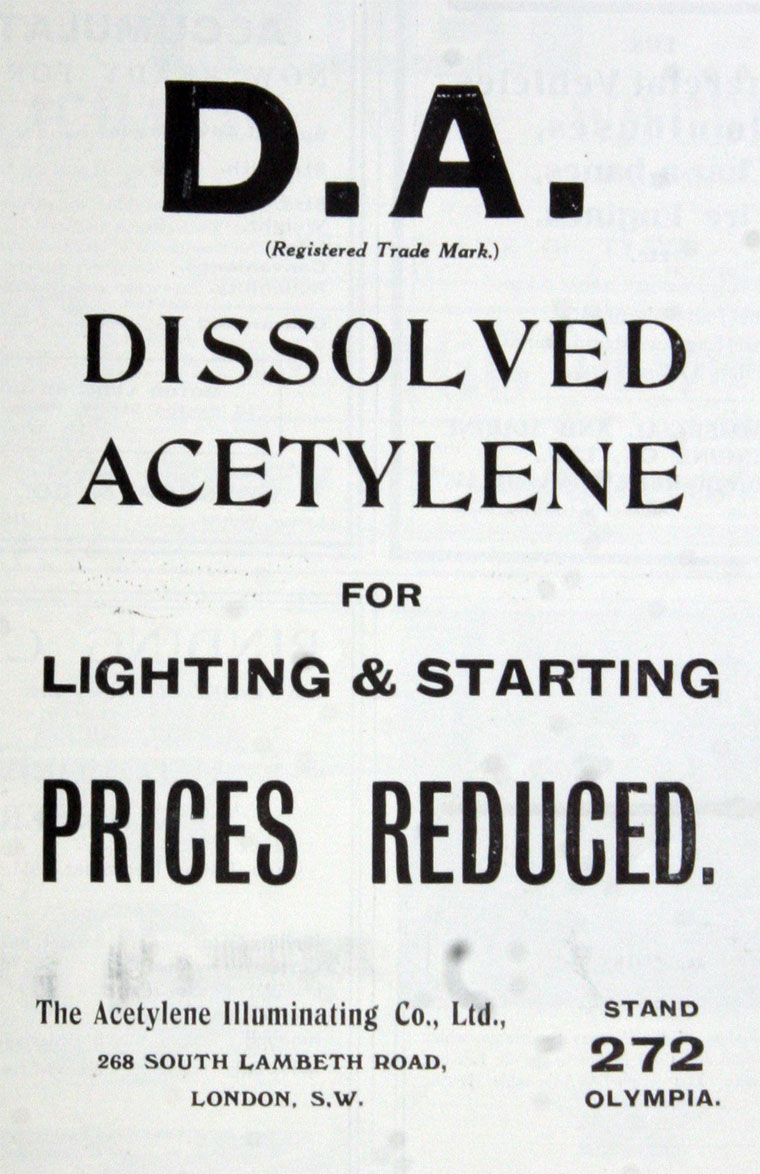 D.A.
(Registered Trade Mark.)
DISSOLVED
ACETYLENE
FOR
LIGHTING & STARTING
PRICES REDUCED.
The Acetylene Illuminating Co., Ltd.,
268 SOUTH LAMBETH ROAD,
LONDON, S.W.
STAND
272
OLYMPIA.